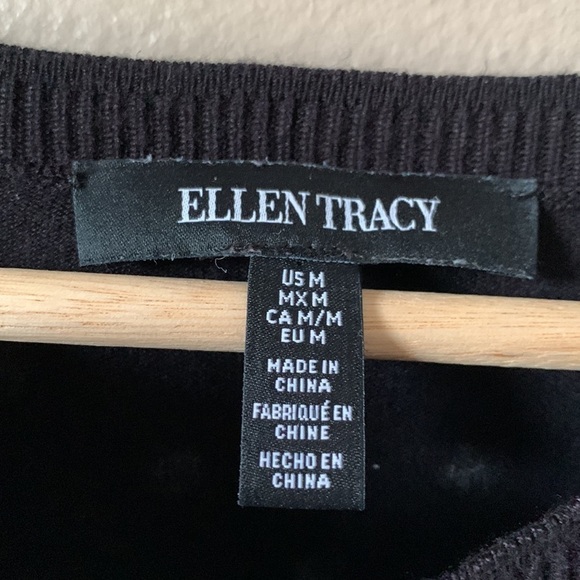 ELLEN TRACY
US M
MX M
CA M/M
EU M
MADE IN
CHINA
FABRIQUÉ EN
CHINE
HECHO EN
CHINA